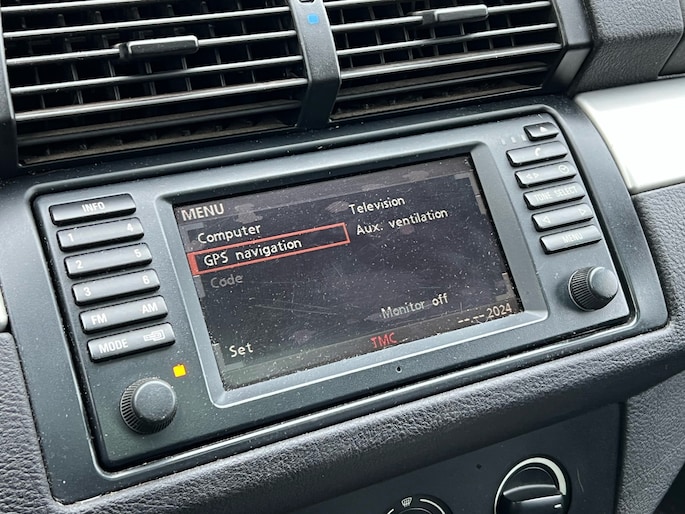 MENU
Computer
GPS navigation
Code
Set
Television
Aux. ventilation
Monitor off
TMC
--.--.2024
INFO
1 4
2 5
3 6
FM AM
MODE
TONE SELECT
MENU